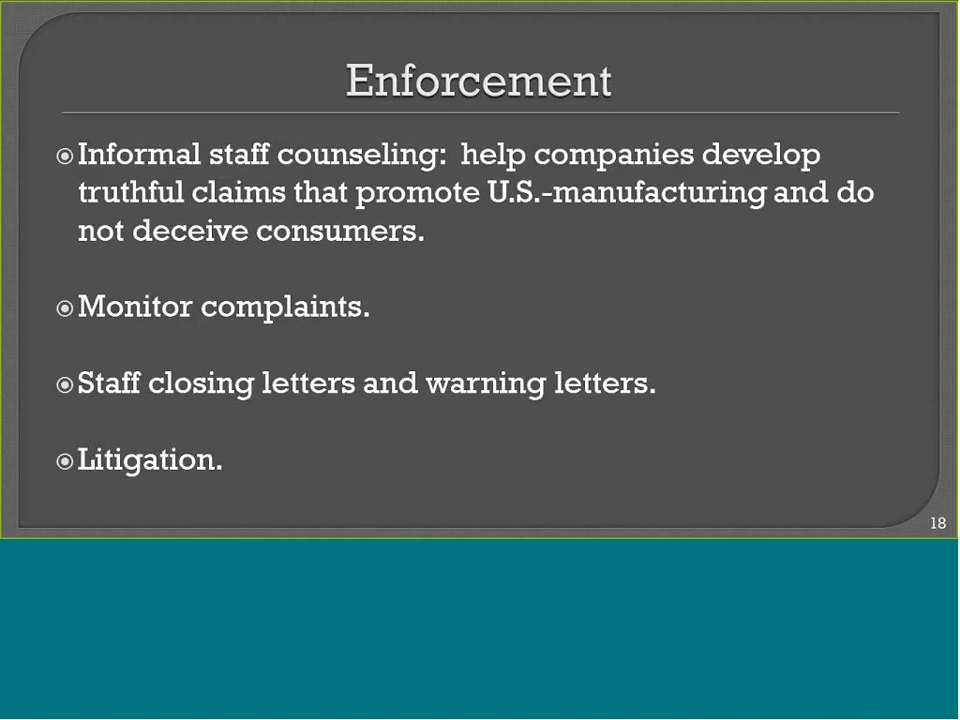 Enforcement
Informal staff counseling:  help companies develop
truthful claims that promote U.S.-manufacturing and do
not deceive consumers.
Monitor complaints.
Staff closing letters and warning letters.
Litigation.
18